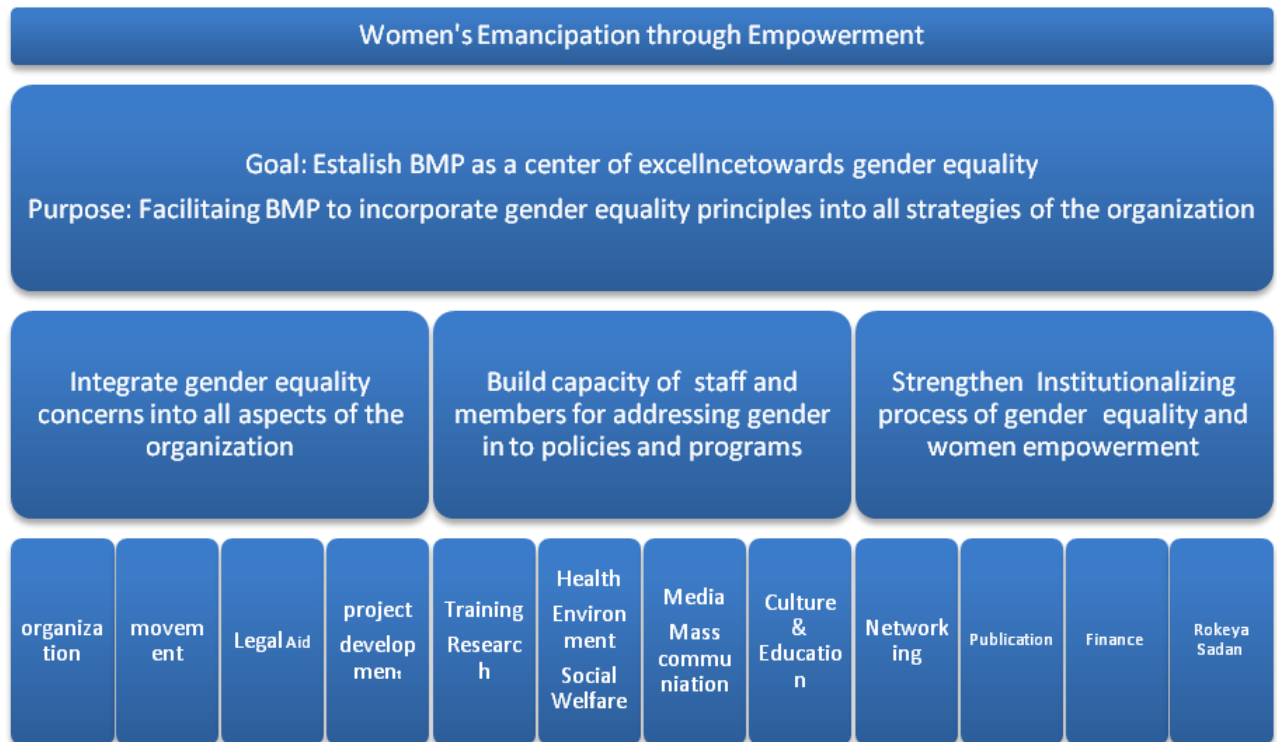 Women's Emancipation through Empowerment
Goal: Estalish BMP as a center of excellncetowards gender equality
Purpose: Facilitaing BMP to incorporate gender equality principles into all strategies of the organization
Integrate gender equality
concerns into all aspects of the
organization
Build capacity of staff and
members for addressing gender
in to policies and programs
Strengthen Institutionalizing
process of gender equality and
women empowerment
organiza
tion
movem
ent
Legal Aid
project
develop
ment
Training
Researc
h
Health
Environ
ment
Social
Welfare
Media
Mass
commu
niation
Culture
&
Educatio
n
Network
ing
Publication
Finance
Rokeya
Sadan